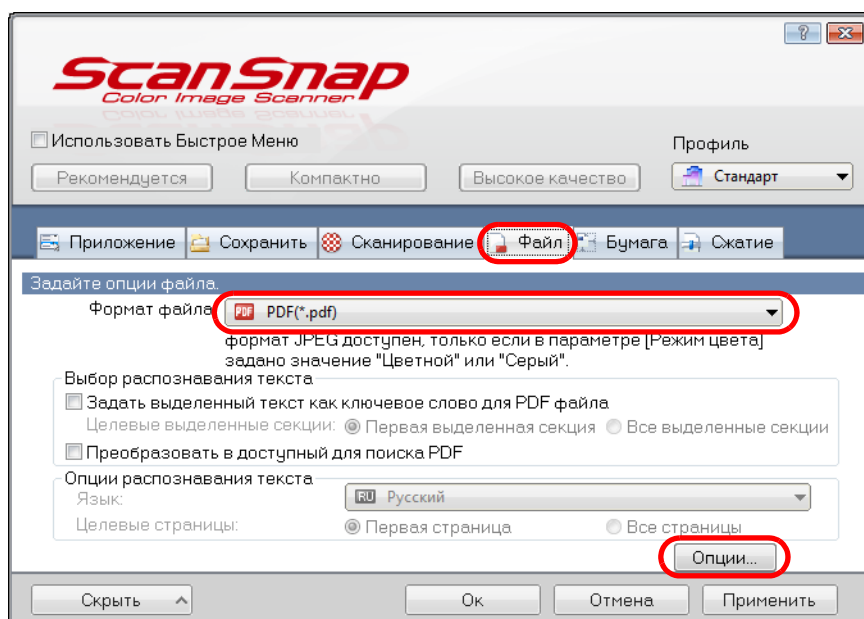 ScanSnap
Color Image Scanner
Использовать Быстрое Меню
Профиль
Рекомендуется Компактно Высокое качество Стандарт
Приложение Сохранить Сканирование Файл Бумага Сжатие
Задайте опции файла.
Формат файла PDF PDF(*.pdf)
формат JPEG доступен, только если в параметре [Режим цвета]
задано значение "Цветной" или "Серый".
Выбор распознавания текста
Задать выделенный текст как ключевое слово для PDF файла
Целевые выделенные секции: Первая выделенная секция Все выделенные секции
Преобразовать в доступный для поиска PDF
Опции распознавания текста
Язык: RU Русский
Целевые страницы: Первая страница Все страницы
Опции...
Скрыть Ок Отмена Применить